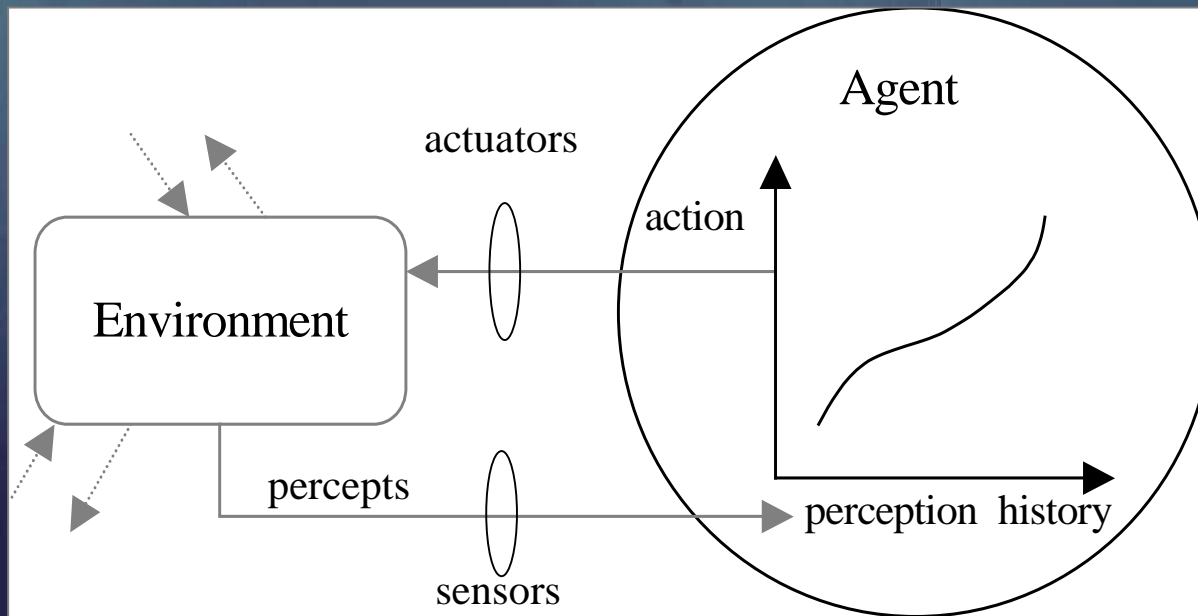 Agent
actuators
action
Environment
percepts
perception history
sensors